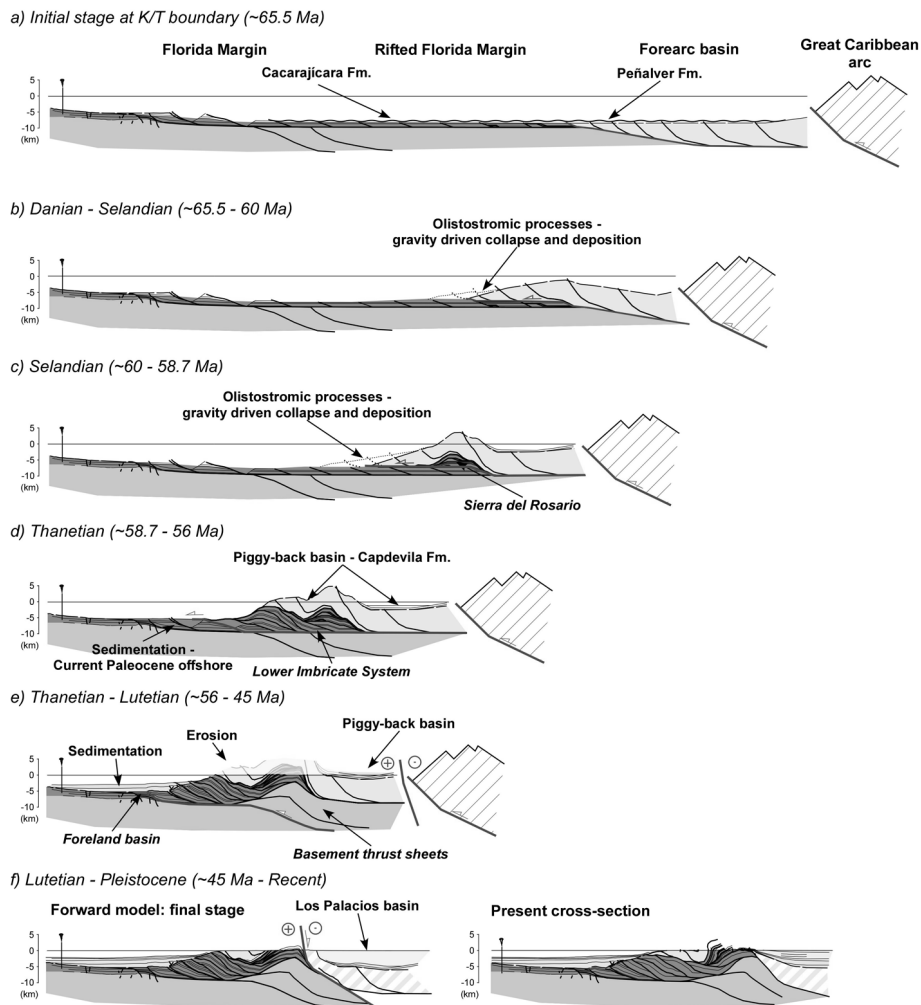 a) Initial stage at K/T boundary (~65.5 Ma)
Florida Margin
Rifted Florida Margin
Forearc basin
Great Caribbean
arc
Cacarajícara Fm.
Peñalver Fm.
5
0
-5
-10
(km)
b) Danian - Selandian (~65.5 - 60 Ma)
Olistostromic processes -
gravity driven collapse and deposition
5
0
-5
-10
(km)
c) Selandian (~60 - 58.7 Ma)
Olistostromic processes -
gravity driven collapse and deposition
5
0
-5
-10
(km)
Sierra del Rosario
d) Thanetian (~58.7 - 56 Ma)
Piggy-back basin - Capdevila Fm.
5
0
-5
-10
(km)
Sedimentation -
Current Paleocene offshore
Lower Imbricate System
e) Thanetian - Lutetian (~56 - 45 Ma)
Piggy-back basin
Erosion
Sedimentation
5
0
-5
-10
(km)
Foreland basin
Basement thrust sheets
f) Lutetian - Pleistocene (~45 Ma - Recent)
Forward model: final stage
Los Palacios basin
Present cross-section
5
0
-5
-10
(km)
5
0
-5
-10
(km)